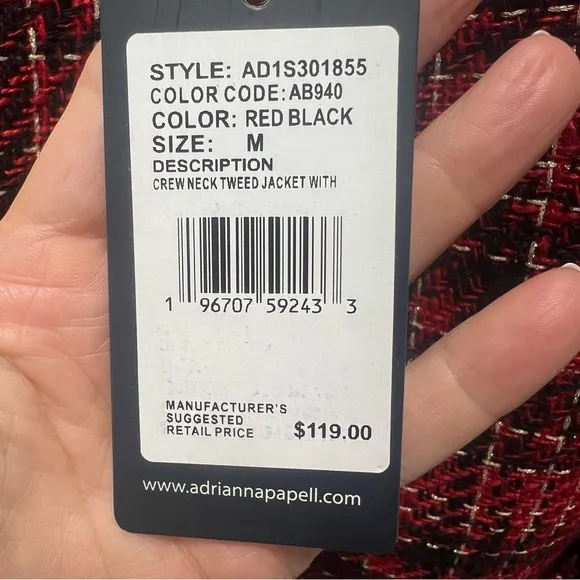 STYLE: AD1S301855
COLOR CODE: AB940
COLOR: RED BLACK
SIZE: M
DESCRIPTION
CREW NECK TWEED JACKET WITH
1 96707 59243 3
MANUFACTURER'S
SUGGESTED
RETAIL PRICE $119.00
www.adriannapapell.com